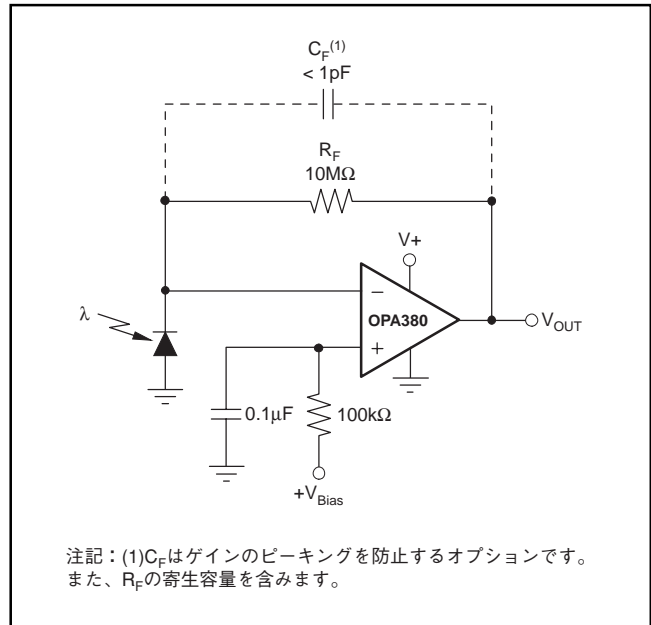 C_F^(1)
< 1pF
R_F
10MΩ
V+
λ
−
OPA380
+
V_OUT
0.1μF
100kΩ
+V_Bias
注記：(1)C_Fはゲインのピーキングを防止するオプションです。
また、R_Fの寄生容量を含みます。